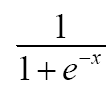 1
1 + e^{-x}